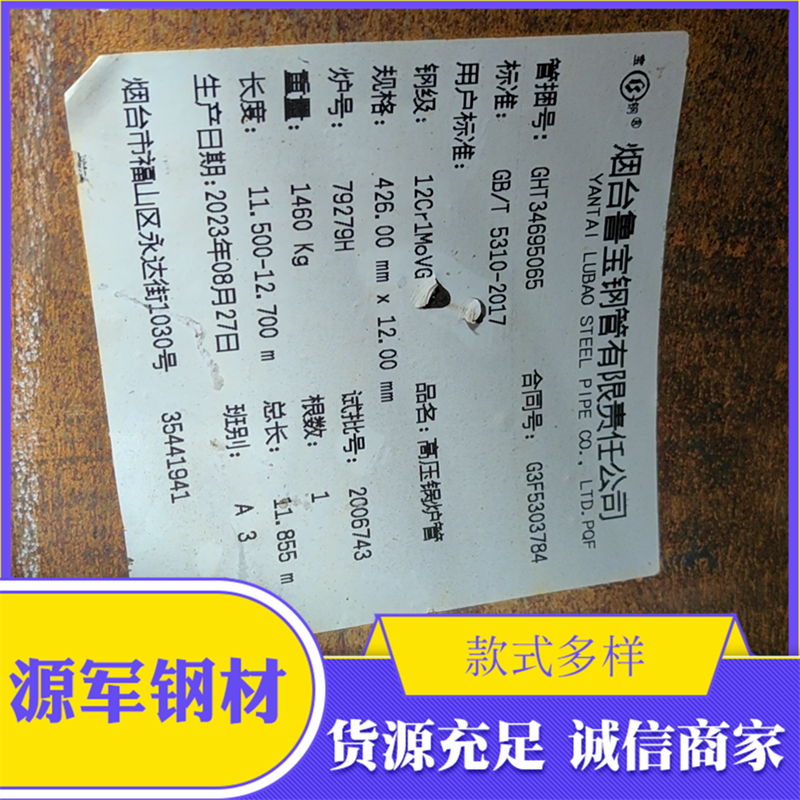 宝 钢®
烟台鲁宝钢管有限责任公司
YANTAI LUBAO STEEL PIPE CO., LTD.PQF
管捆号: GHT34695065 合同号: G3F5303784
标准: GB/T 5310-2017
用户标准:
钢级: 12Cr1MoVG 品名: 高压锅炉管
规格: 426.00 mm x 12.00 mm
炉号: 79279H 试批号: 2006743
重量: 1460 Kg 根数: 1
长度: 11.500-12.700 m 总长: 11.855 m
生产日期: 2023年08月27日 班别: A 3
烟台市福山区永达街1030号 35441941
源军钢材
款式多样
货源充足 诚信商家